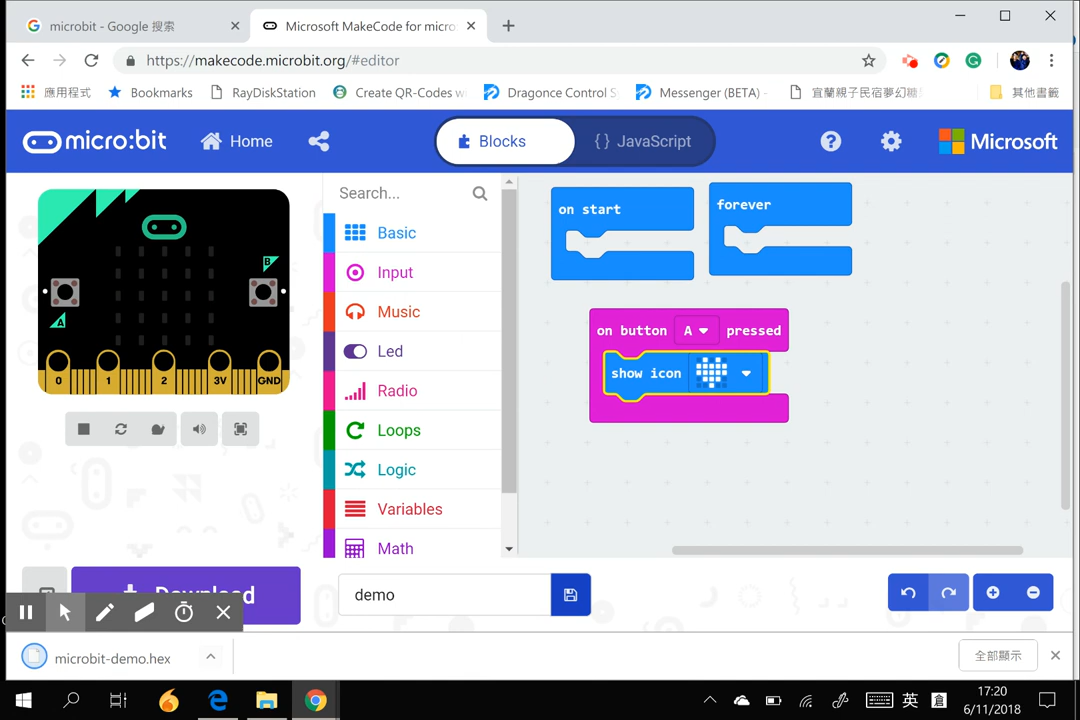 microbit - Google 搜索
Microsoft MakeCode for micro
https://makecode.microbit.org/#editor
應用程式 Bookmarks RayDiskStation Create QR-Codes Dragonce Control Messenger (BETA) - 宜蘭親子民宿夢幻 其他書籤
micro:bit Home Blocks {} JavaScript ? Microsoft
Search...
Basic
Input
Music
Led
Radio
Loops
Logic
Variables
Math
A
B
0 1 2 3V GND
on start
forever
on button A pressed
show icon
Download
demo
microbit-demo.hex
全部顯示
英 倉
17:20
6/11/2018